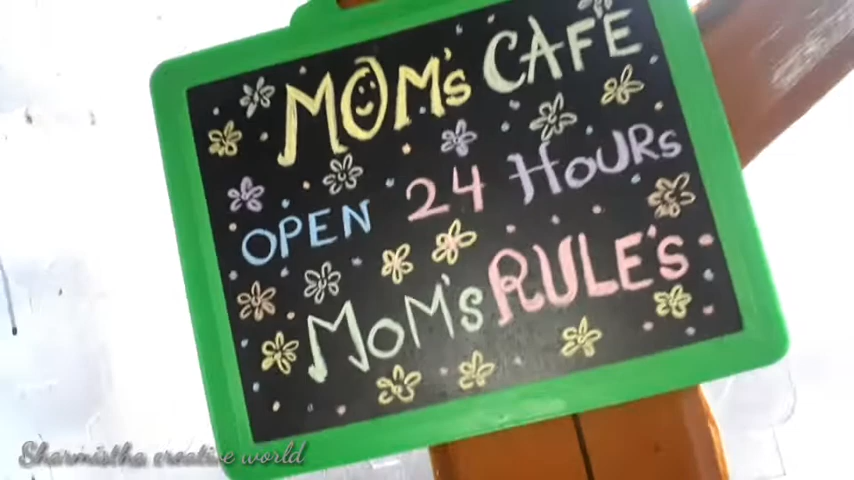 MOM's CAFE
OPEN 24 HOURs
MOM's RULE's
Sharmistha creative world